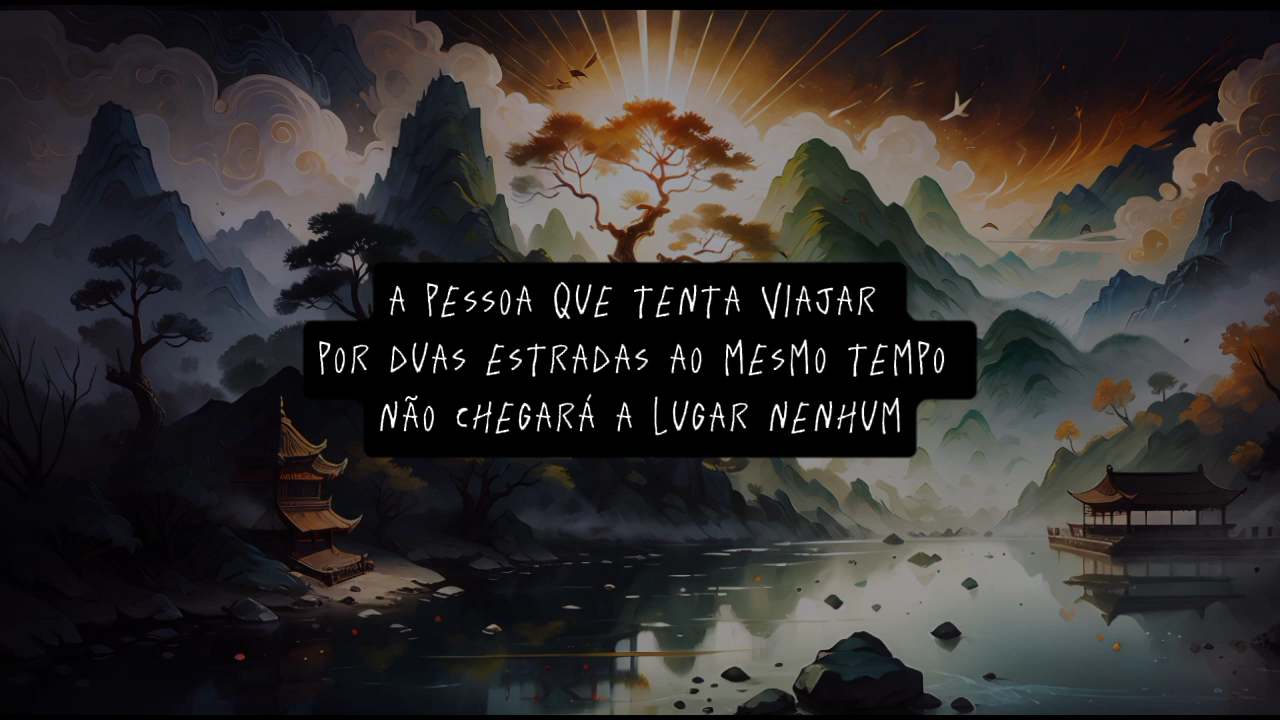 A PESSOA QUE TENTA VIAJAR
POR DUAS ESTRADAS AO MESMO TEMPO
NÃO CHEGARÁ A LUGAR NENHUM